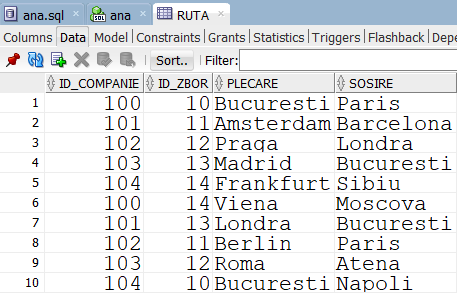 ana.sql ana RUTA
Columns Data Model Constraints Grants Statistics Triggers Flashback
Sort.. Filter:
ID_COMPANIE ID_ZBOR PLECARE SOSIRE
1 100 10 Bucuresti Paris
2 101 11 Amsterdam Barcelona
3 102 12 Praga Londra
4 103 13 Madrid Bucuresti
5 104 14 Frankfurt Sibiu
6 100 14 Viena Moscova
7 101 13 Londra Bucuresti
8 102 11 Berlin Paris
9 103 12 Roma Atena
10 104 10 Bucuresti Napoli